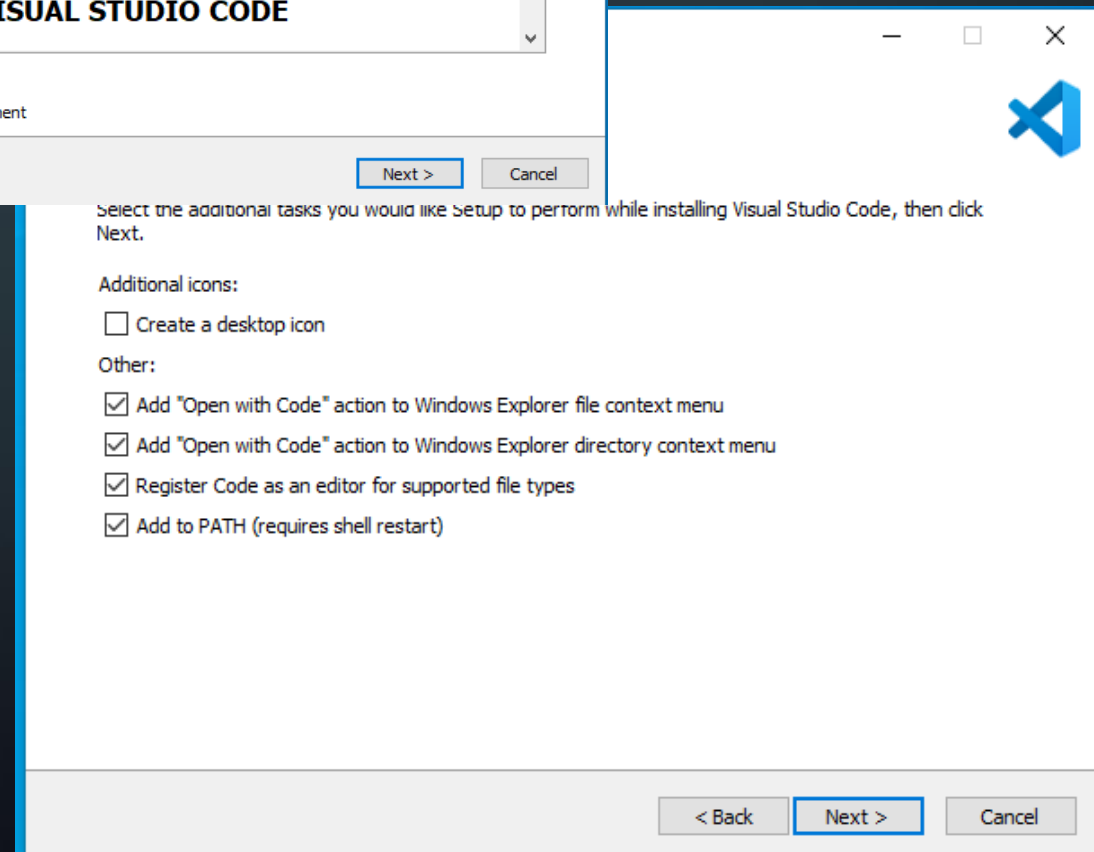 STUDIO CODE
Next >
Cancel
Select the additional tasks you would like Setup to perform while installing Visual Studio Code, then click
Next.
Additional icons:
Create a desktop icon
Other:
Add "Open with Code" action to Windows Explorer file context menu
Add "Open with Code" action to Windows Explorer directory context menu
Register Code as an editor for supported file types
Add to PATH (requires shell restart)
< Back
Next >
Cancel